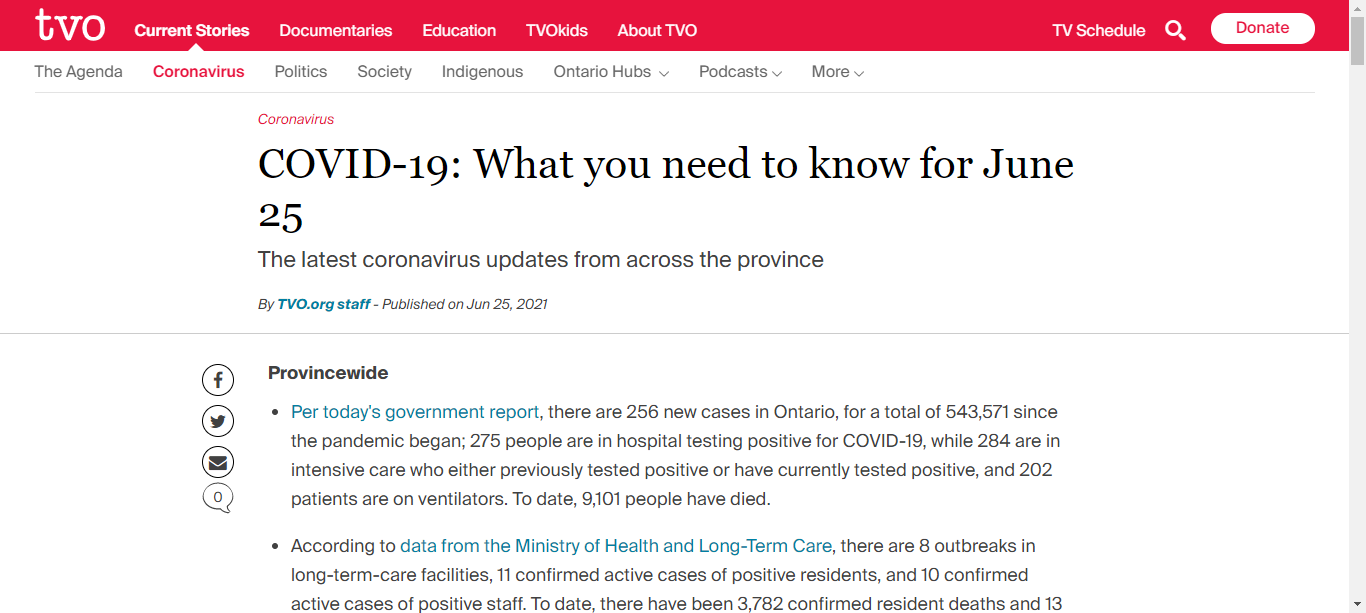 tvo Current Stories Documentaries Education TVOkids About TVO TV Schedule Donate
The Agenda Coronavirus Politics Society Indigenous Ontario Hubs Podcasts More
Coronavirus
COVID-19: What you need to know for June
25
The latest coronavirus updates from across the province
By TVO.org staff - Published on Jun 25, 2021
Provincewide
Per today's government report, there are 256 new cases in Ontario, for a total of 543,571 since
the pandemic began; 275 people are in hospital testing positive for COVID-19, while 284 are in
intensive care who either previously tested positive or have currently tested positive, and 202
patients are on ventilators. To date, 9,101 people have died.
0
According to data from the Ministry of Health and Long-Term Care, there are 8 outbreaks in
long-term-care facilities, 11 confirmed active cases of positive residents, and 10 confirmed
active cases of positive staff. To date, there have been 3,782 confirmed resident deaths and 13